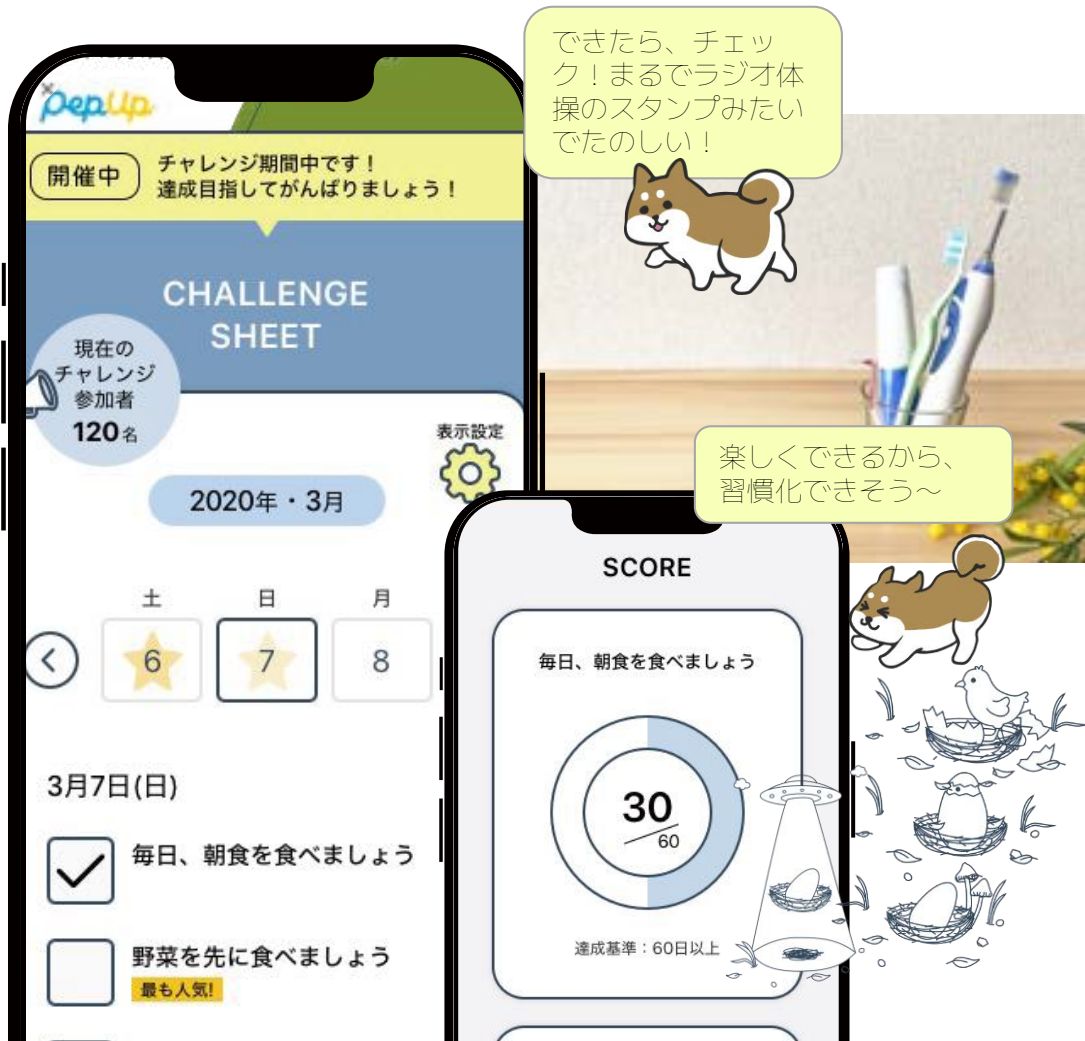 できたら、チェッ
ク！まるでラジオ体
操のスタンプみたい
でたのしい！
PepUp
開催中
チャレンジ期間中です！
達成目指してがんばりましょう！
CHALLENGE
SHEET
現在の
チャレンジ
参加者
120名
表示設定
2020年・3月
土 日 月
6 7 8
3月7日(日)
毎日、朝食を食べましょう
野菜を先に食べましょう
最も人気!
楽しくできるから、
習慣化できそう〜
SCORE
毎日、朝食を食べましょう
30
60
達成基準：60日以上